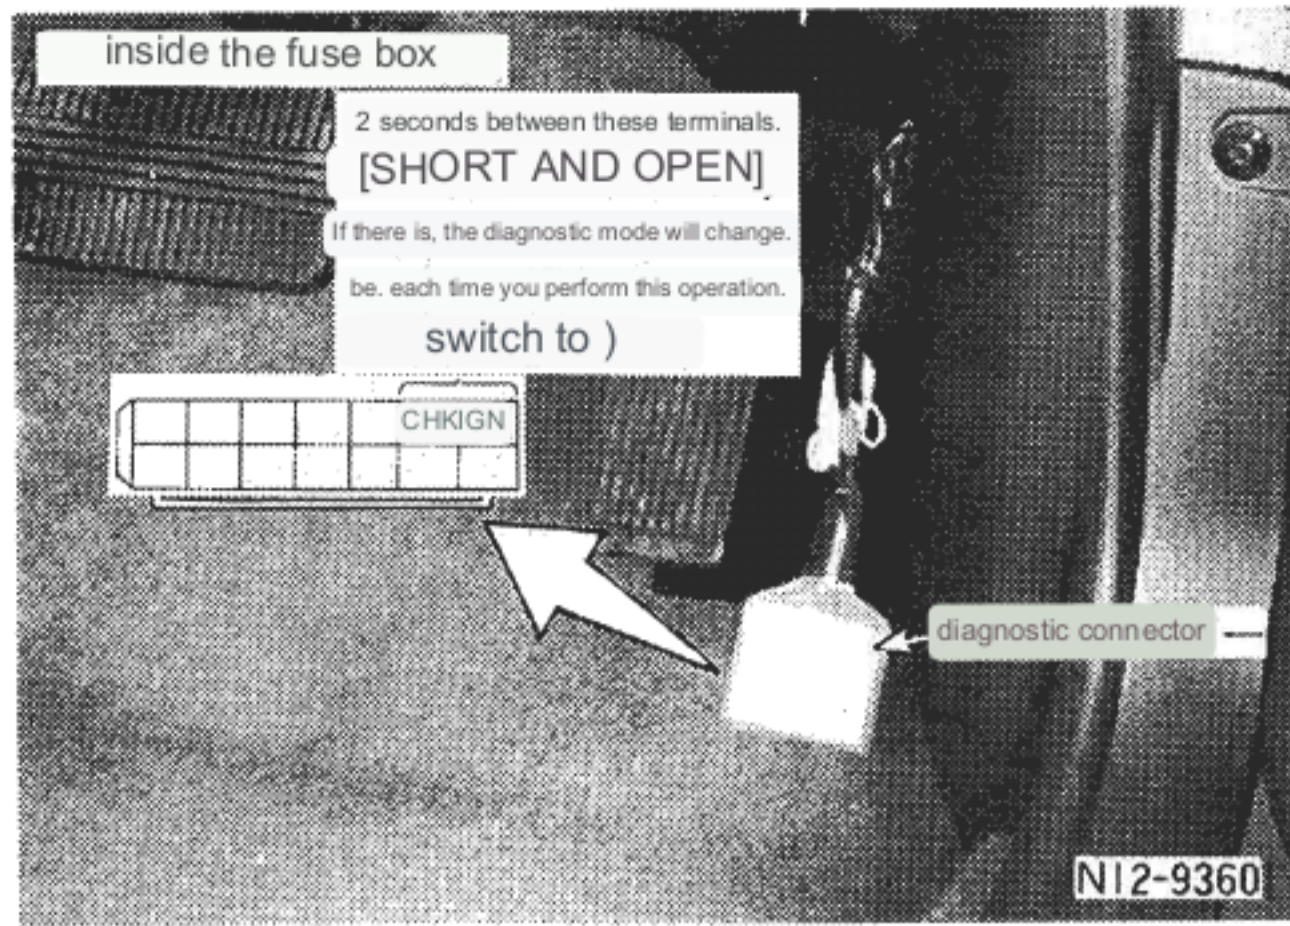 inside the fuse box
2 seconds between these terminals.
[SHORT AND OPEN]
If there is, the diagnostic mode will change.
be. each time you perform this operation.
switch to )
CHKIGN
diagnostic connector
N12-9360